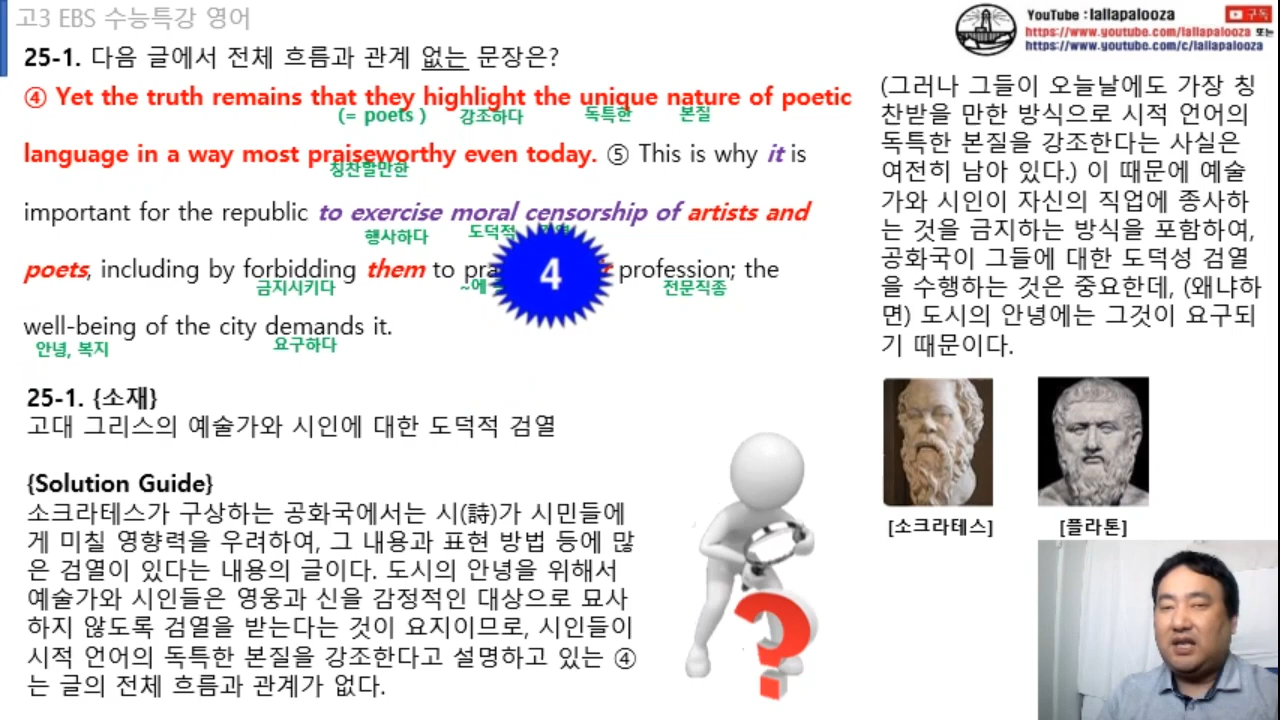 고3 EBS 수능특강 영어
YouTube : lallapalooza
구독
https://www.youtube.com/lallapalooza 또는
https://www.youtube.com/c/lallapalooza
25-1. 다음 글에서 전체 흐름과 관계 없는 문장은?
④ Yet the truth remains that they highlight the unique nature of poetic
(= poets ) 강조하다 독특한 본질
language in a way most praiseworthy even today. ⑤ This is why it is
칭찬할만한
important for the republic to exercise moral censorship of artists and
행사하다 도덕적
poets, including by forbidding them to profession; the
금지시키다 ~에 전문직종
4
well-being of the city demands it.
안녕, 복지 요구하다
(그러나 그들이 오늘날에도 가장 칭
찬받을 만한 방식으로 시적 언어의
독특한 본질을 강조한다는 사실은
여전히 남아 있다.) 이 때문에 예술
가와 시인이 자신의 직업에 종사하
는 것을 금지하는 방식을 포함하여,
공화국이 그들에 대한 도덕성 검열
을 수행하는 것은 중요한데, (왜냐하
면) 도시의 안녕에는 그것이 요구되
기 때문이다.
25-1. {소재}
고대 그리스의 예술가와 시인에 대한 도덕적 검열
{Solution Guide}
소크라테스가 구상하는 공화국에서는 시(詩)가 시민들에
게 미칠 영향력을 우려하여, 그 내용과 표현 방법 등에 많
은 검열이 있다는 내용의 글이다. 도시의 안녕을 위해서
예술가와 시인들은 영웅과 신을 감정적인 대상으로 묘사
하지 않도록 검열을 받는다는 것이 요지이므로, 시인들이
시적 언어의 독특한 본질을 강조한다고 설명하고 있는 ④
는 글의 전체 흐름과 관계가 없다.
[소크라테스] [플라톤]